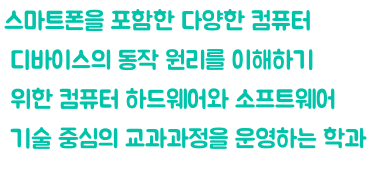 스마트폰을 포함한 다양한 컴퓨터
디바이스의 동작 원리를 이해하기
위한 컴퓨터 하드웨어와 소프트웨어
기술 중심의 교과과정을 운영하는 학과